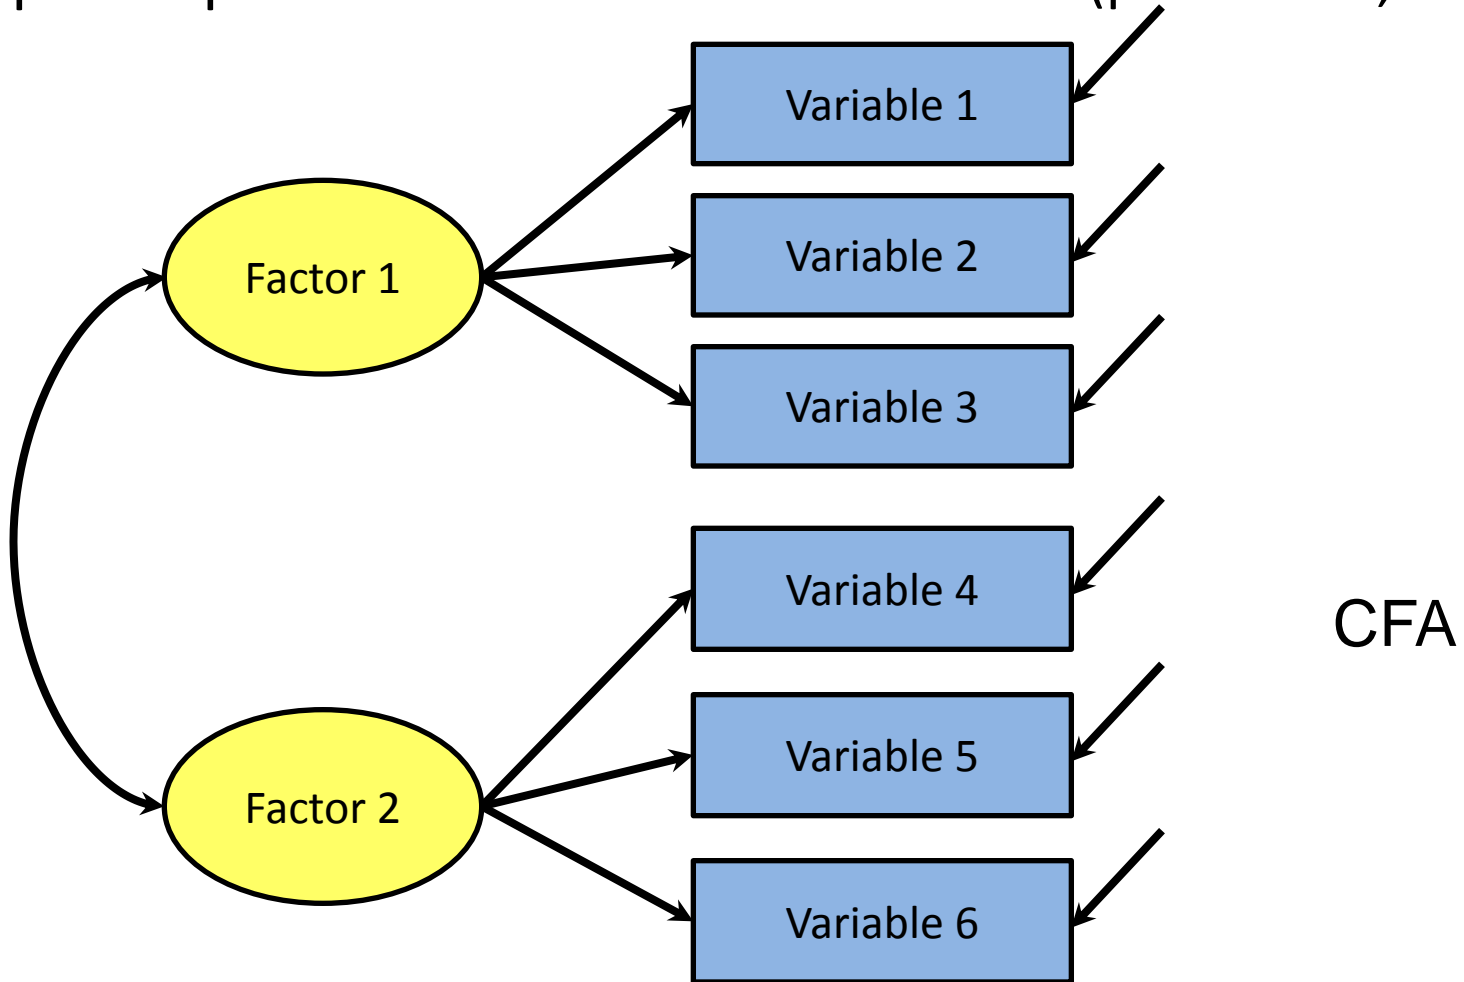 Variable 1
Variable 2
Factor 1
Variable 3
Variable 4
CFA
Variable 5
Factor 2
Variable 6